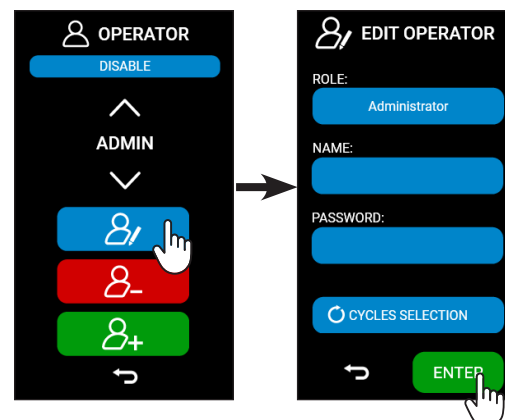 OPERATOR
DISABLE
ADMIN
EDIT OPERATOR
ROLE:
Administrator
NAME:
PASSWORD:
CYCLES SELECTION
ENTER